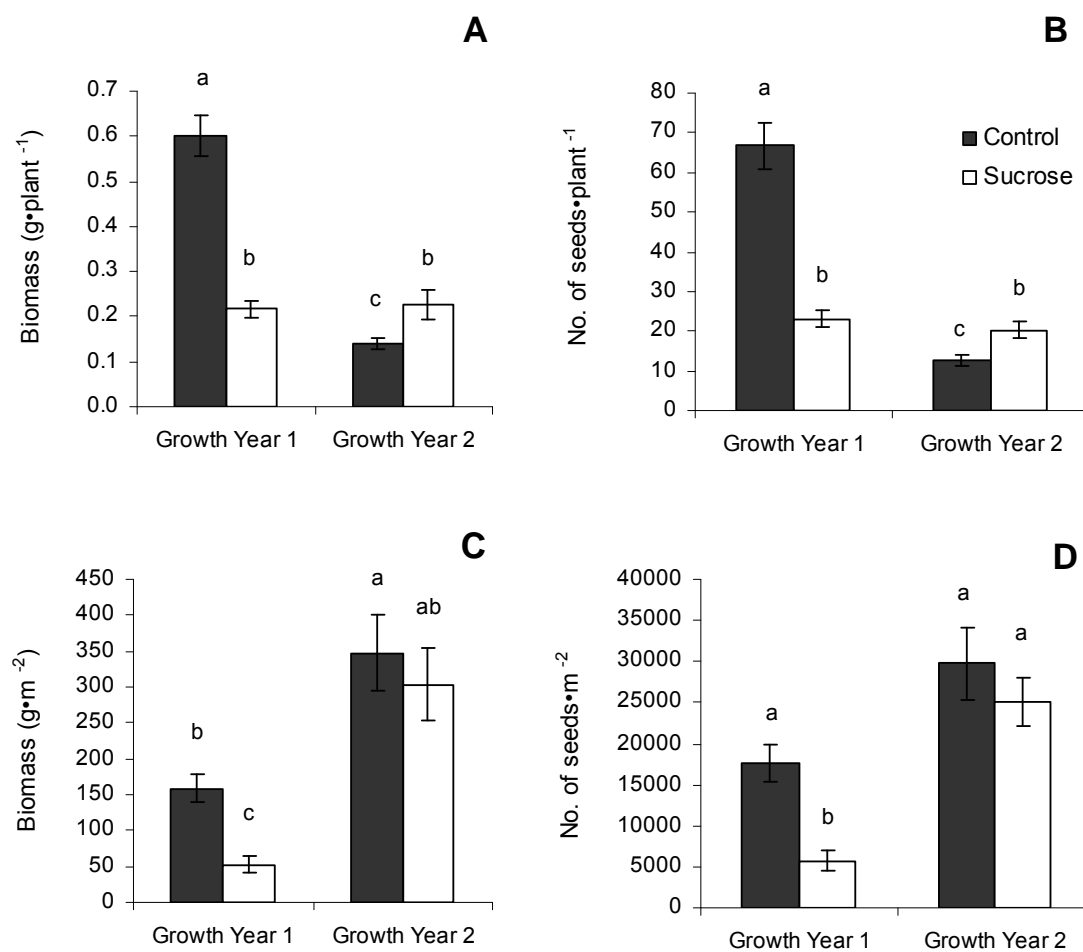 A
Biomass (g•plant -1)
0.7
0.6
0.5
0.4
0.3
0.2
0.1
0.0
a
b
c
b
Growth Year 1
Growth Year 2
B
No. of seeds•plant -1
80
70
60
50
40
30
20
10
0
a
b
c
b
Control
Sucrose
Growth Year 1
Growth Year 2
C
Biomass (g•m -2)
450
400
350
300
250
200
150
100
50
0
b
c
a
ab
Growth Year 1
Growth Year 2
D
No. of seeds•m -2
40000
35000
30000
25000
20000
15000
10000
5000
0
a
b
a
a
Growth Year 1
Growth Year 2